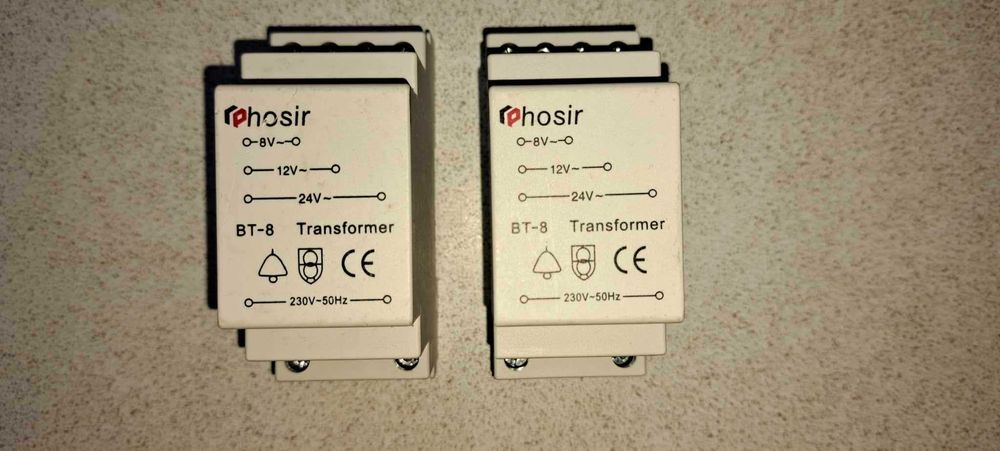 Phosir
8V~
12V~
24V~
BT-8 Transformer
CE
230V~50Hz
Phosir
8V~
12V~
24V~
BT-8 Transformer
CE
230V~50Hz